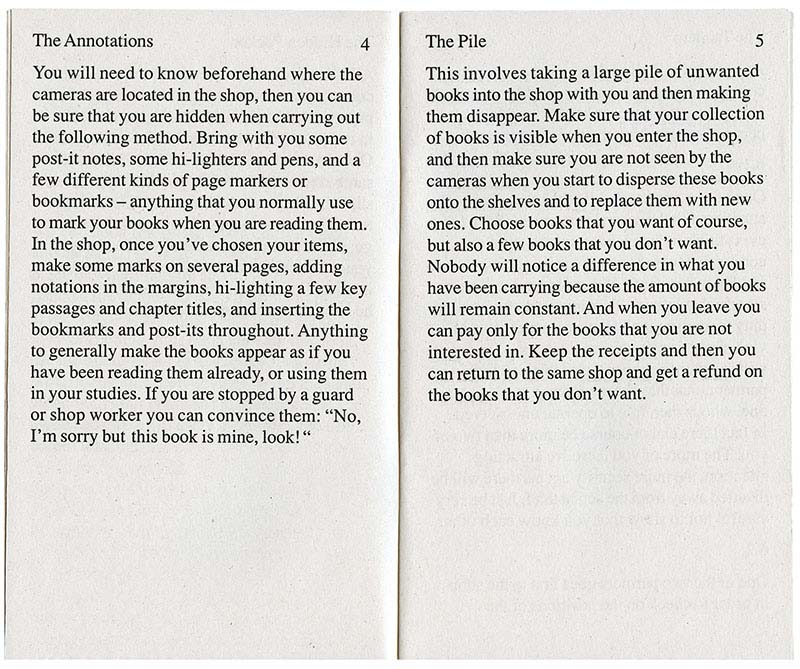 The Annotations 4
You will need to know beforehand where the
cameras are located in the shop, then you can
be sure that you are hidden when carrying out
the following method. Bring with you some
post-it notes, some hi-lighters and pens, and a
few different kinds of page markers or
bookmarks – anything that you normally use
to mark your books when you are reading them.
In the shop, once you’ve chosen your items,
make some marks on several pages, adding
notations in the margins, hi-lighting a few key
passages and chapter titles, and inserting the
bookmarks and post-its throughout. Anything
to generally make the books appear as if you
have been reading them already, or using them
in your studies. If you are stopped by a guard
or shop worker you can convince them: “No,
I’m sorry but this book is mine, look! “
The Pile 5
This involves taking a large pile of unwanted
books into the shop with you and then making
them disappear. Make sure that your collection
of books is visible when you enter the shop,
and then make sure you are not seen by the
cameras when you start to disperse these books
onto the shelves and to replace them with new
ones. Choose books that you want of course,
but also a few books that you don’t want.
Nobody will notice a difference in what you
have been carrying because the amount of books
will remain constant. And when you leave you
can pay only for the books that you are not
interested in. Keep the receipts and then you
can return to the same shop and get a refund on
the books that you don’t want.